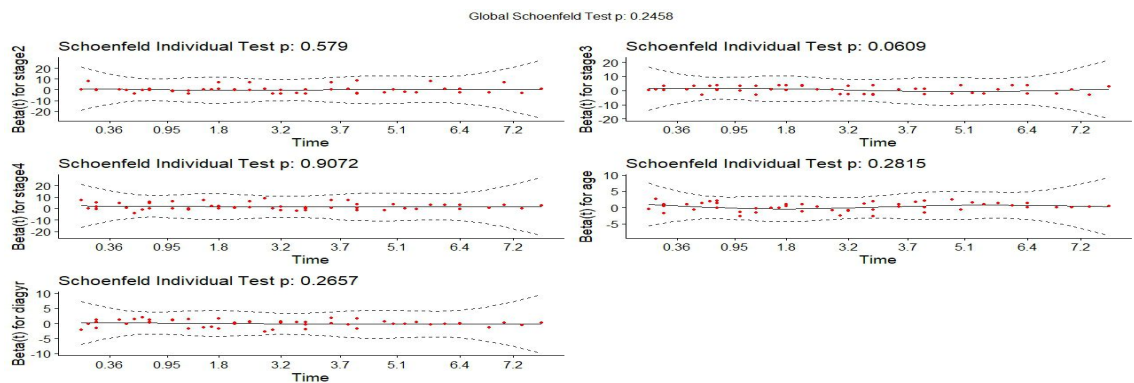 Global Schoenfeld Test p: 0.2458
Schoenfeld Individual Test p: 0.579
Beta(t) for stage2
20
10
0
-10
-20
0.36 0.95 1.8 3.2 3.7 5.1 6.4 7.2
Time
Schoenfeld Individual Test p: 0.0609
Beta(t) for stage3
20
10
0
-10
-20
0.36 0.95 1.8 3.2 3.7 5.1 6.4 7.2
Time
Schoenfeld Individual Test p: 0.9072
Beta(t) for stage4
20
10
0
-10
-20
0.36 0.95 1.8 3.2 3.7 5.1 6.4 7.2
Time
Schoenfeld Individual Test p: 0.2815
Beta(t) for age
10
5
0
-5
0.36 0.95 1.8 3.2 3.7 5.1 6.4 7.2
Time
Schoenfeld Individual Test p: 0.2657
Beta(t) for diagyr
10
5
0
-5
-10
0.36 0.95 1.8 3.2 3.7 5.1 6.4 7.2
Time